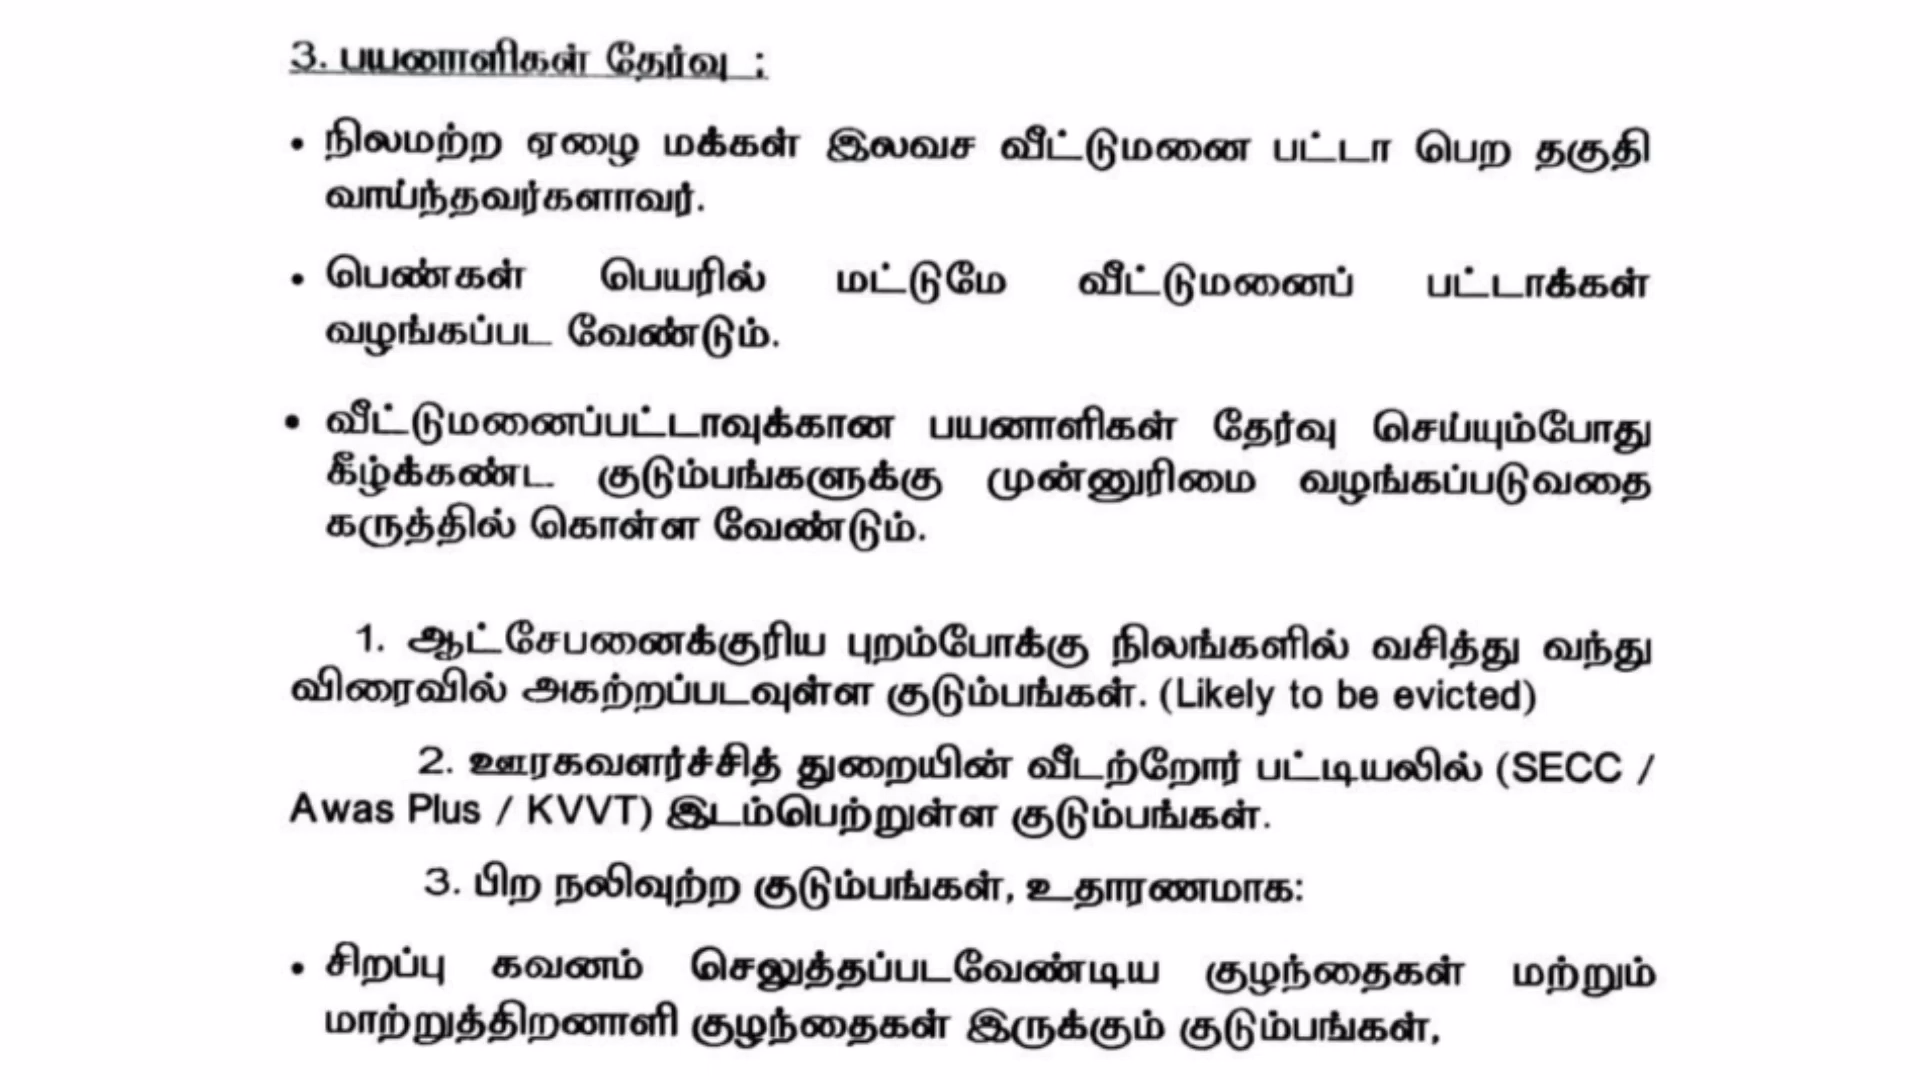 3. பயனாளிகள் தேர்வு :
• நிலமற்ற ஏழை மக்கள் இலவச வீட்டுமனை பட்டா பெற தகுதி
வாய்ந்தவர்களாவர்.
• பெண்கள் பெயரில் மட்டுமே வீட்டுமனைப் பட்டாக்கள்
வழங்கப்பட வேண்டும்.
• வீட்டுமனைப்பட்டாவுக்கான பயனாளிகள் தேர்வு செய்யும்போது
கீழ்க்கண்ட குடும்பங்களுக்கு முன்னுரிமை வழங்கப்படுவதை
கருத்தில் கொள்ள வேண்டும்.
1. ஆட்சேபனைக்குரிய புறம்போக்கு நிலங்களில் வசித்து வந்து
விரைவில் அகற்றப்படவுள்ள குடும்பங்கள். (Likely to be evicted)
2. ஊரகவளர்ச்சித் துறையின் வீடற்றோர் பட்டியலில் (SECC /
Awas Plus / KVVT) இடம்பெற்றுள்ள குடும்பங்கள்.
3. பிற நலிவுற்ற குடும்பங்கள், உதாரணமாக:
• சிறப்பு கவனம் செலுத்தப்படவேண்டிய குழந்தைகள் மற்றும்
மாற்றுத்திறனாளி குழந்தைகள் இருக்கும் குடும்பங்கள்,